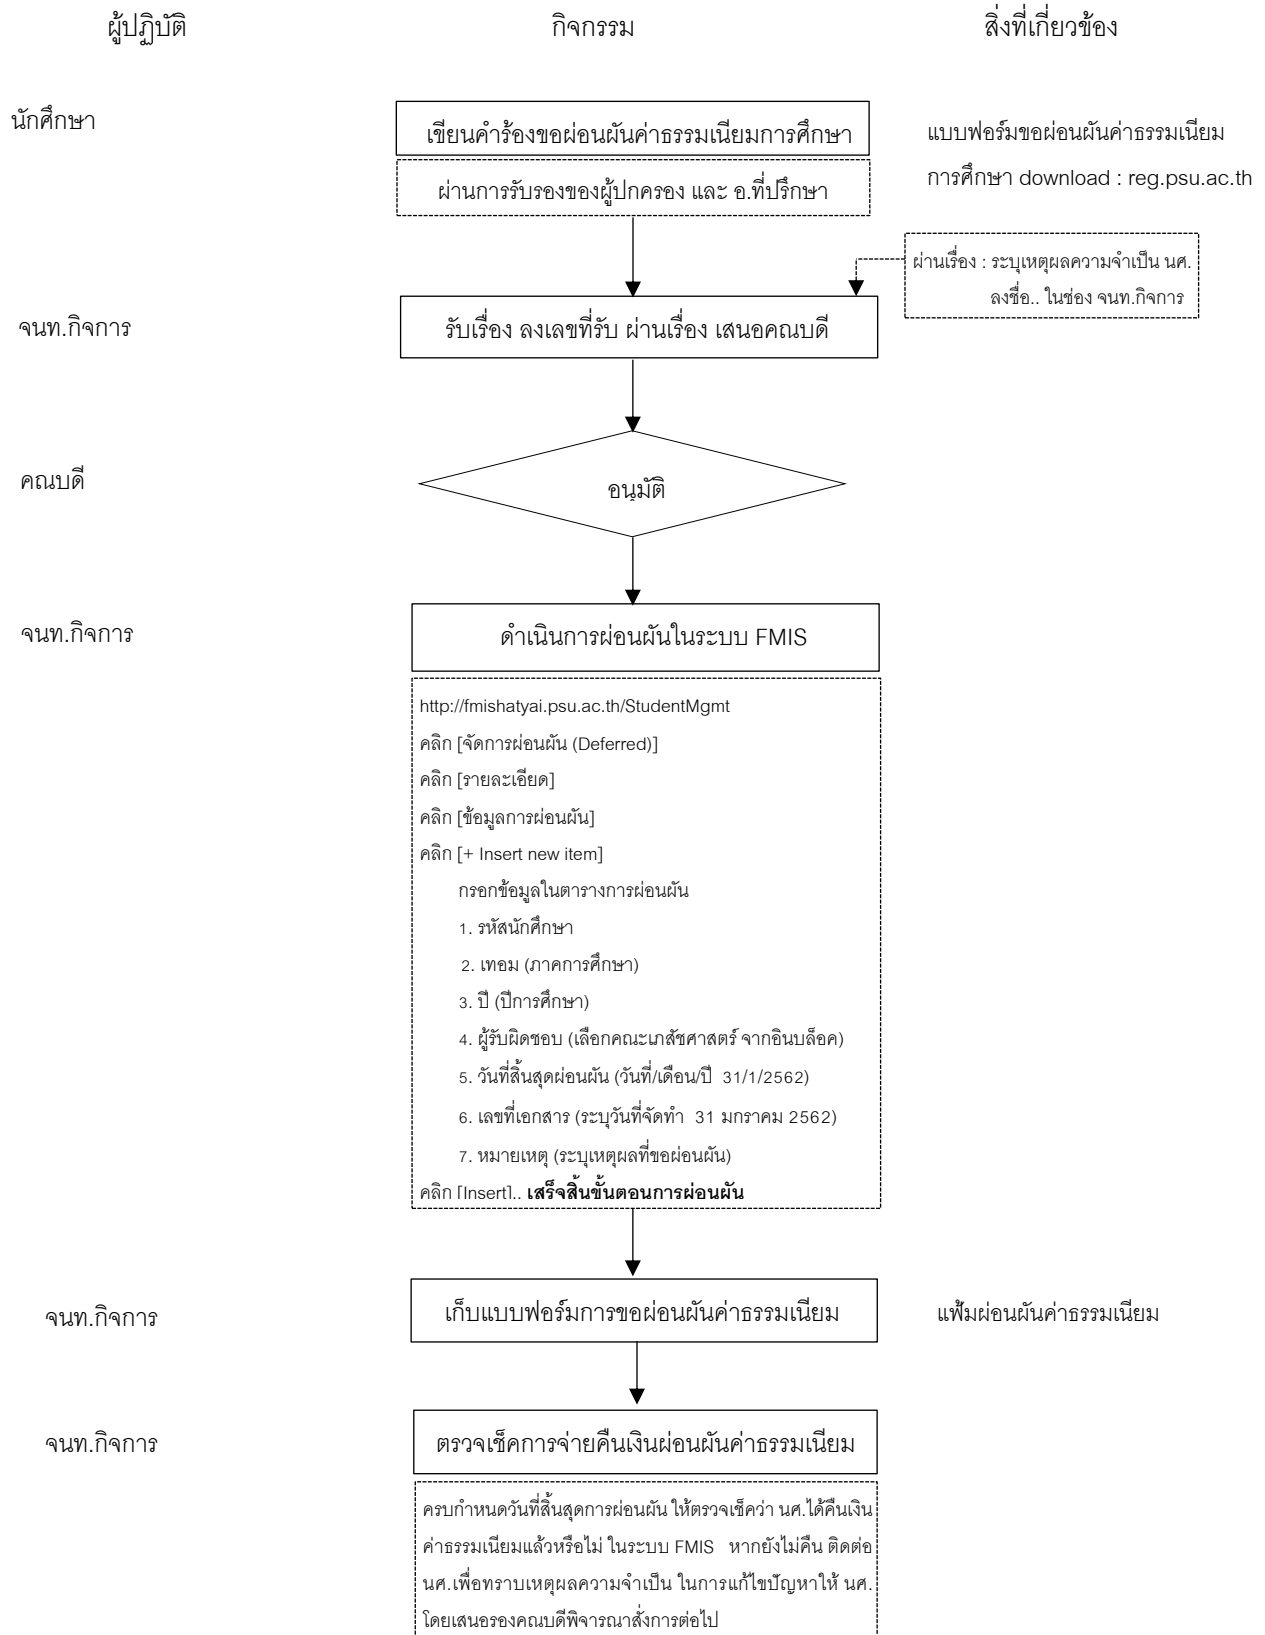 ผู้ปฏิบัติ
กิจกรรม
สิ่งที่เกี่ยวข้อง
นักศึกษา
เขียนคำร้องขอผ่อนผันค่าธรรมเนียมการศึกษา
ผ่านการรับรองของผู้ปกครอง และ อ.ที่ปรึกษา
แบบฟอร์มขอผ่อนผันค่าธรรมเนียม
การศึกษา download : reg.psu.ac.th
ผ่านเรื่อง : ระบุเหตุผลความจำเป็น นศ.
ลงชื่อ.. ในช่อง จนท.กิจการ
จนท.กิจการ
รับเรื่อง ลงเลขที่รับ ผ่านเรื่อง เสนอคณบดี
คณบดี
อนุมัติ
จนท.กิจการ
ดำเนินการผ่อนผันในระบบ FMIS
http://fmishatyai.psu.ac.th/StudentMgmt
คลิก [จัดการผ่อนผัน (Deferred)]
คลิก [รายละเอียด]
คลิก [ข้อมูลการผ่อนผัน]
คลิก [+ Insert new item]
กรอกข้อมูลในตารางการผ่อนผัน
1. รหัสนักศึกษา
2. เทอม (ภาคการศึกษา)
3. ปี (ปีการศึกษา)
4. ผู้รับผิดชอบ (เลือกคณะเภสัชศาสตร์ จากอินบล็อค)
5. วันที่สิ้นสุดผ่อนผัน (วันที่/เดือน/ปี 31/1/2562)
6. เลขที่เอกสาร (ระบุวันที่จัดทำ 31 มกราคม 2562)
7. หมายเหตุ (ระบุเหตุผลที่ขอผ่อนผัน)
คลิก [Insert].. เสร็จสิ้นขั้นตอนการผ่อนผัน
จนท.กิจการ
เก็บแบบฟอร์มการขอผ่อนผันค่าธรรมเนียม
แฟ้มผ่อนผันค่าธรรมเนียม
จนท.กิจการ
ตรวจเช็คการจ่ายคืนเงินผ่อนผันค่าธรรมเนียม
ครบกำหนดวันที่สิ้นสุดการผ่อนผัน ให้ตรวจเช็คว่า นศ.ได้คืนเงิน
ค่าธรรมเนียมแล้วหรือไม่ ในระบบ FMIS หากยังไม่คืน ติดต่อ
นศ.เพื่อทราบเหตุผลความจำเป็น ในการแก้ไขปัญหาให้ นศ.
โดยเสนอรองคณบดีพิจารณาสั่งการต่อไป